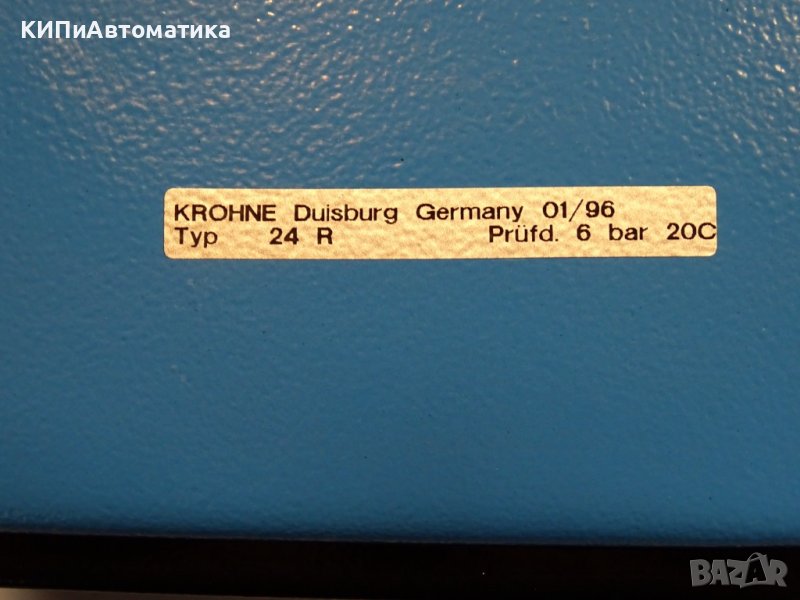 КИПиАвтоматика
KROHNE Duisburg Germany 01/96
Typ 24 R Prüfd. 6 bar 20C
BAZAR